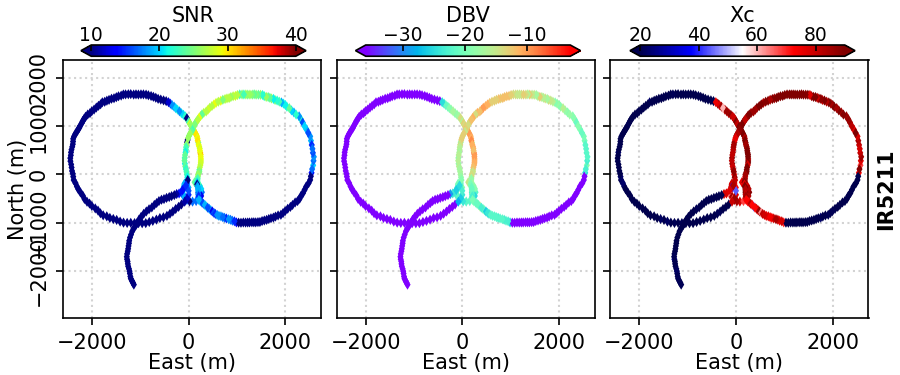 SNR
10 20 30 40
DBV
−30 −20 −10
Xc
20 40 60 80
North (m)
2000
1000
0
−1000
−2000
−2000 0 2000
East (m)
−2000 0 2000
East (m)
−2000 0 2000
East (m)
IR5211